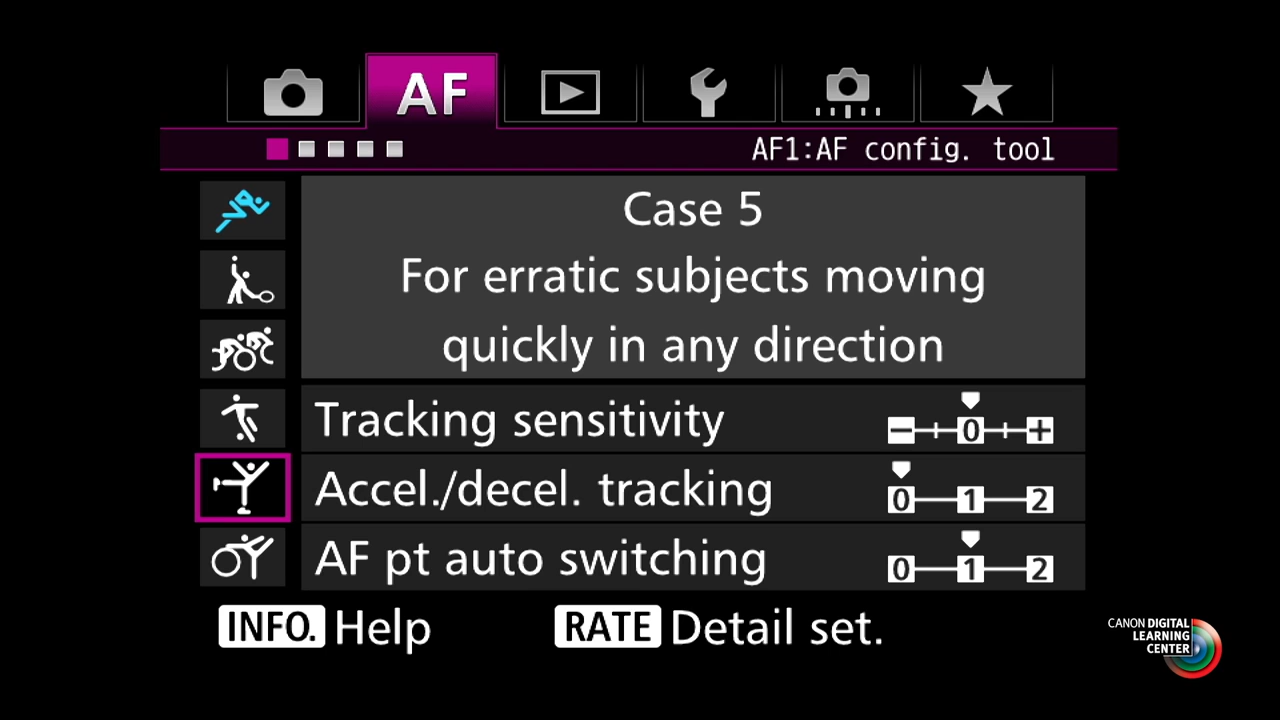 AF
AF1:AF config. tool
Case 5
For erratic subjects moving
quickly in any direction
Tracking sensitivity
− 0 +
Accel./decel. tracking
0 1 2
AF pt auto switching
0 1 2
INFO. Help
RATE Detail set.
CANON DIGITAL
LEARNING
CENTER